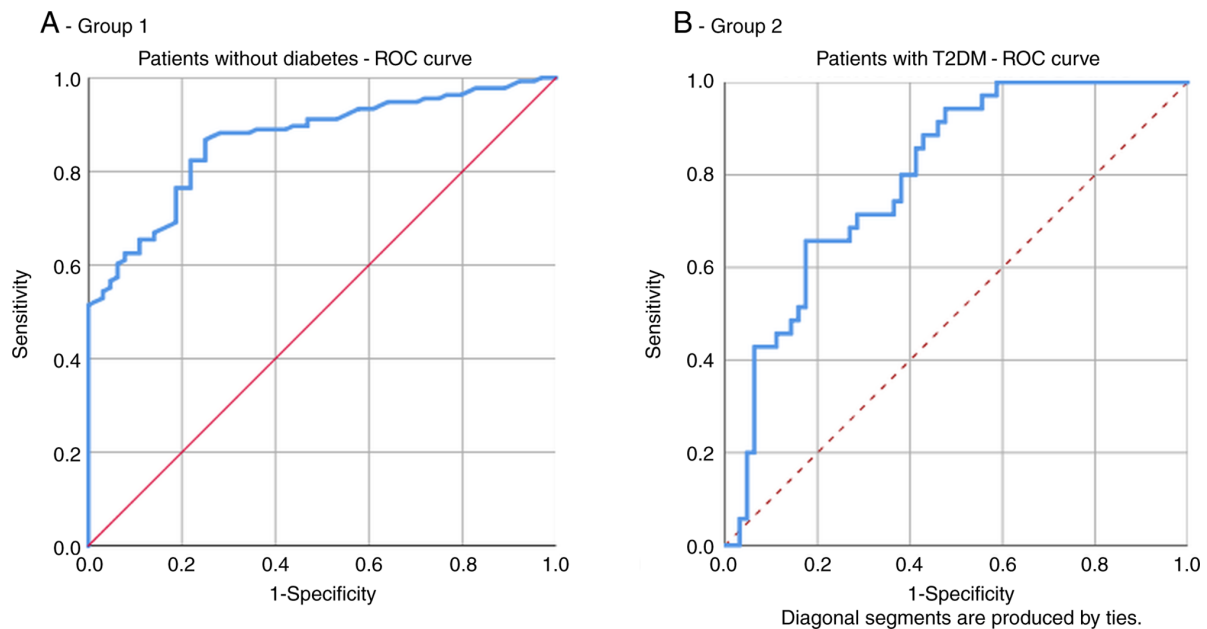 A - Group 1
Patients without diabetes - ROC curve
1.0
0.8
0.6
0.4
0.2
0.0
Sensitivity
0.0 0.2 0.4 0.6 0.8 1.0
1-Specificity
B - Group 2
Patients with T2DM - ROC curve
1.0
0.8
0.6
0.4
0.2
0.0
Sensitivity
0.0 0.2 0.4 0.6 0.8 1.0
1-Specificity
Diagonal segments are produced by ties.